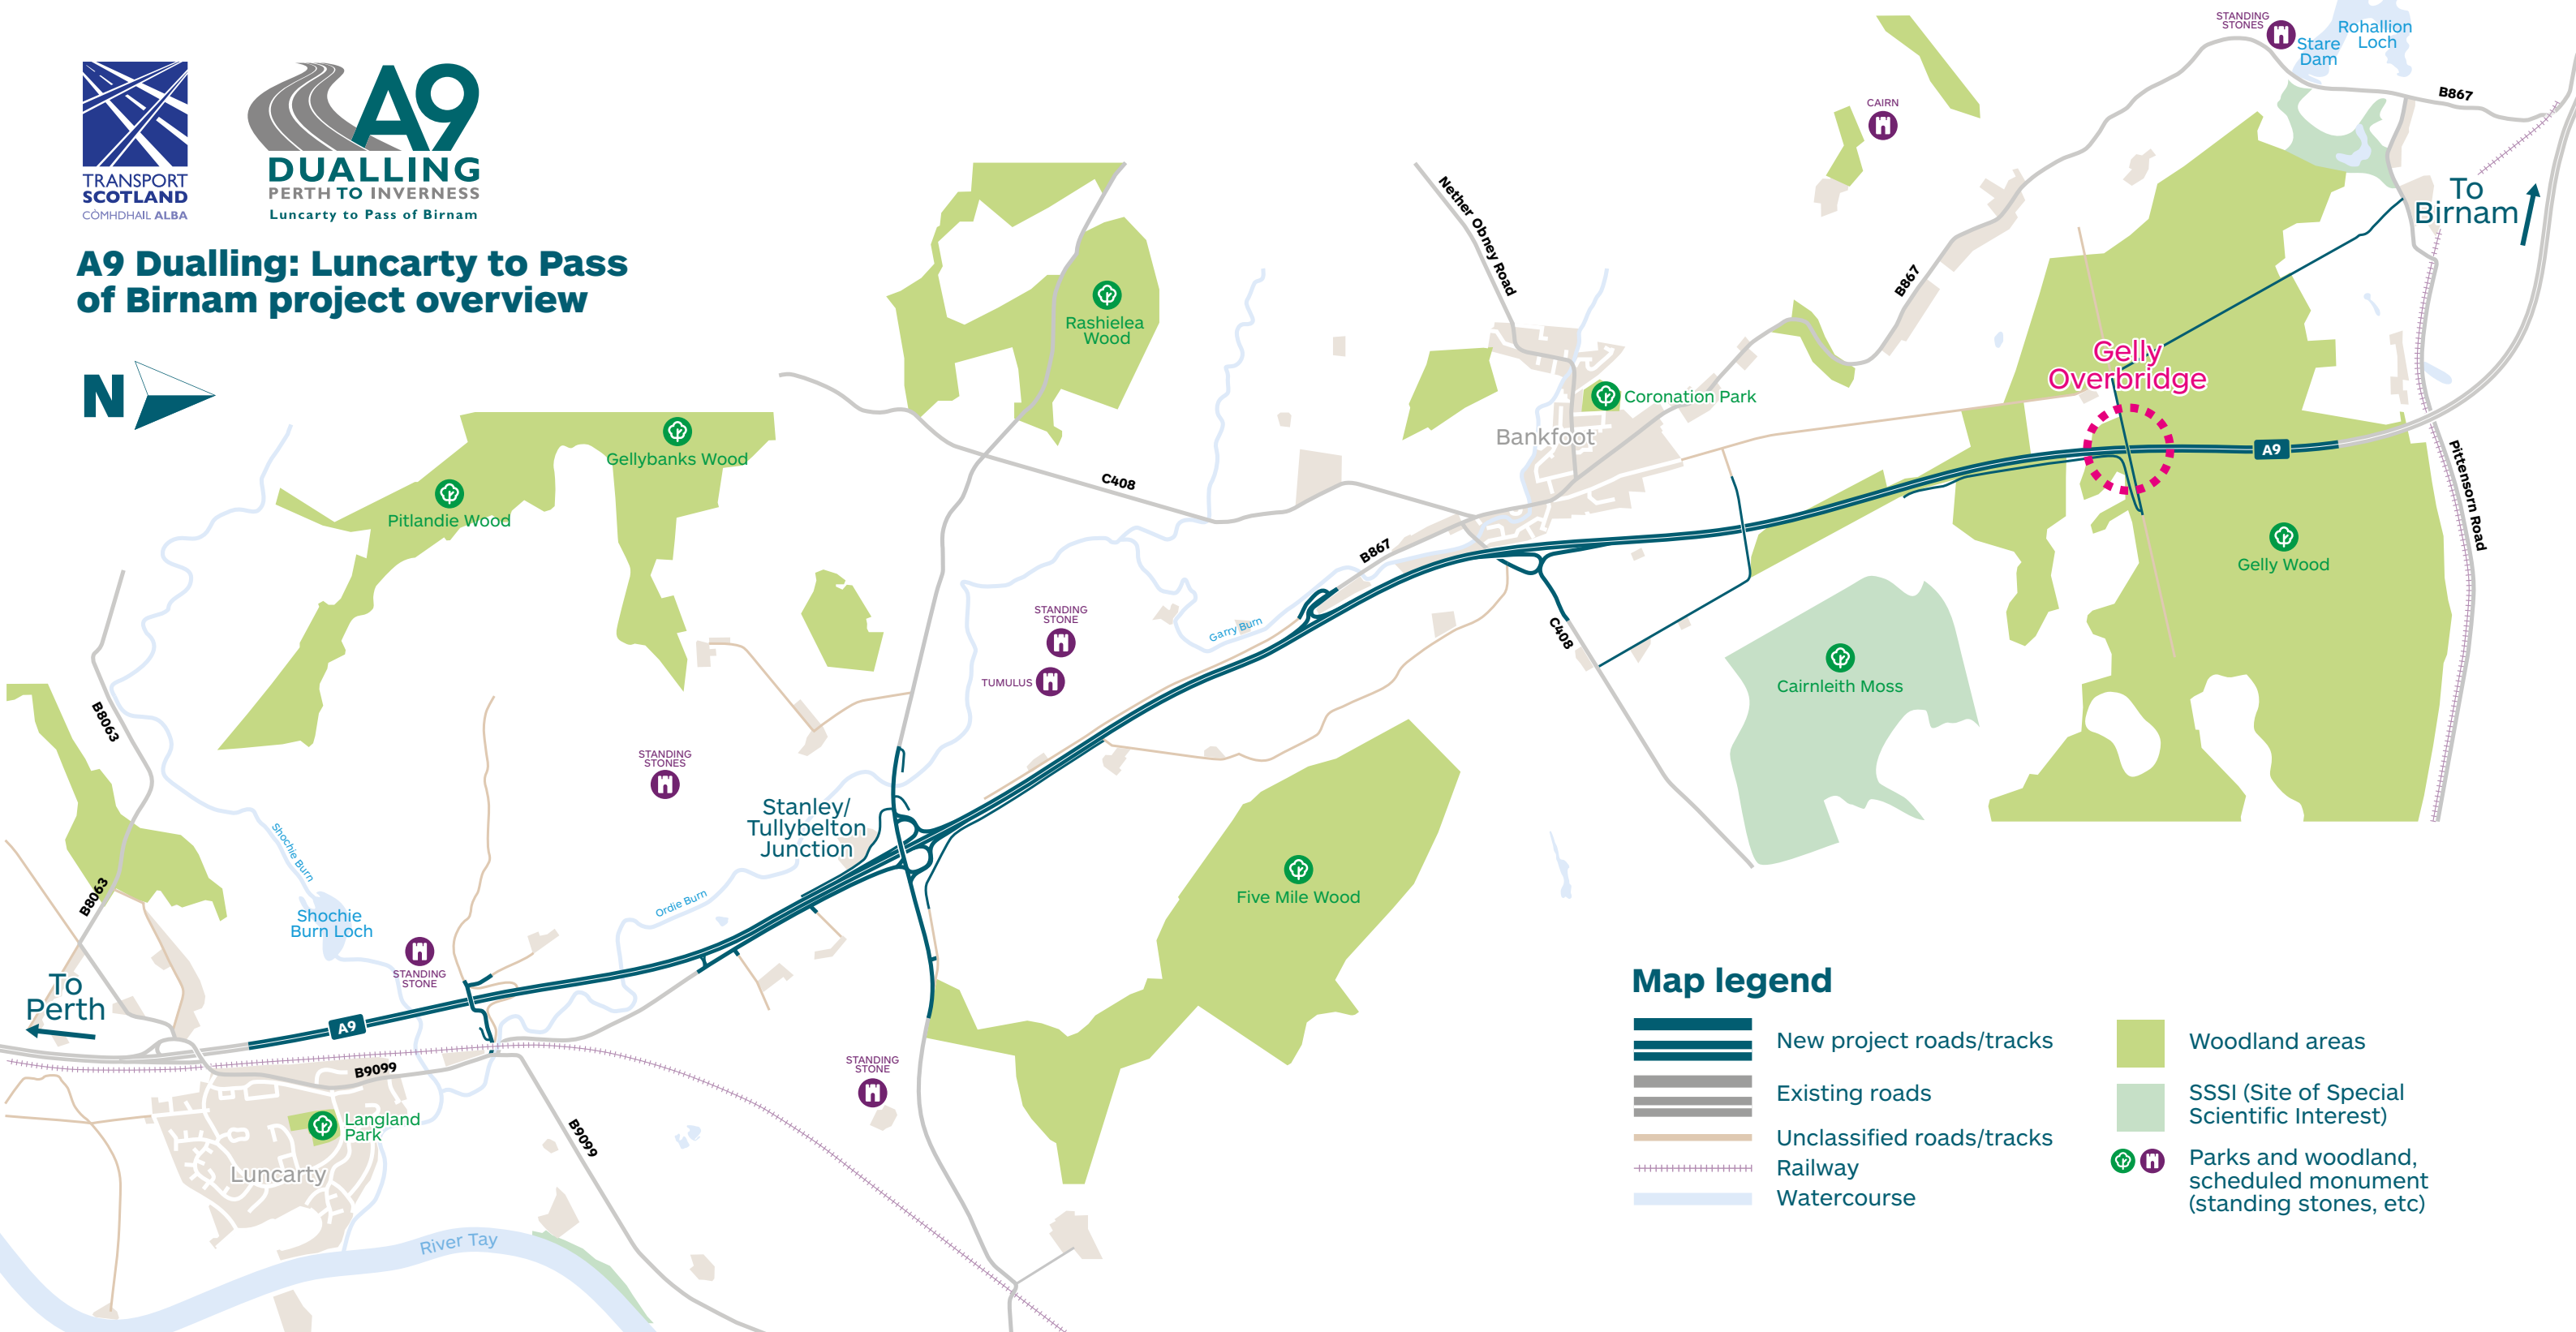 TRANSPORT
SCOTLAND
CÒMHDHAIL ALBA
A9
DUALLING
PERTH TO INVERNESS
Luncarty to Pass of Birnam
A9 Dualling: Luncarty to Pass
of Birnam project overview
N
STANDING
STONES
Stare
Dam
Rohallion
Loch
B867
CAIRN
To
Birnam
Nether Obney Road
B867
Rashielea
Wood
Gelly
Overbridge
Coronation Park
Bankfoot
Gellybanks Wood
Pitlandie Wood
C408
A9
Pittensorn Road
Gelly Wood
B867
STANDING
STONE
Garry Burn
C408
TUMULUS
Cairnleith Moss
B8063
STANDING
STONES
Stanley/
Tullybelton
Junction
Shochie Burn
B8063
Ordie Burn
Five Mile Wood
Shochie
Burn Loch
STANDING
STONE
To
Perth
A9
B9099
STANDING
STONE
Langland
Park
B9099
Luncarty
River Tay
Map legend
New project roads/tracks
Existing roads
Unclassified roads/tracks
Railway
Watercourse
Woodland areas
SSSI (Site of Special
Scientific Interest)
Parks and woodland,
scheduled monument
(standing stones, etc)